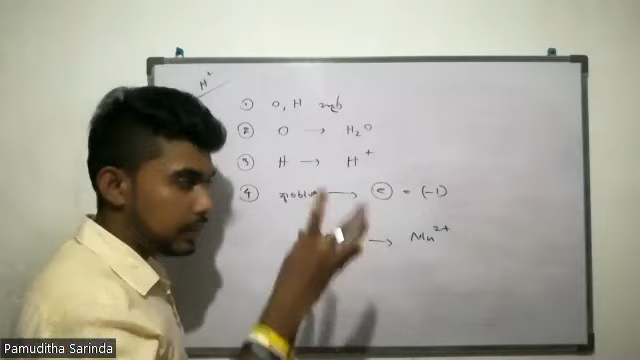 H⁺
① O, H
② O → H₂O
③ H → H⁺
④ → e = (-1)
→ Mn²⁺
Pamuditha Sarinda